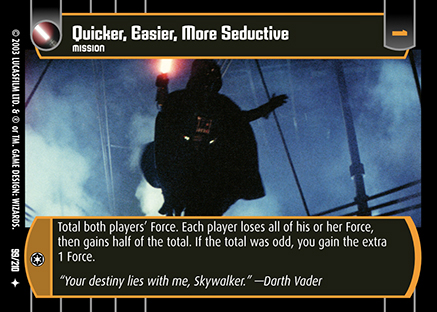 Quicker, Easier, More Seductive
MISSION
1
Total both players' Force. Each player loses all of his or her Force,
then gains half of the total. If the total was odd, you gain the extra
1 Force.
"Your destiny lies with me, Skywalker." —Darth Vader
© 2003 LUCASFILM LTD. & ® or TM. GAME DESIGN: WIZARDS.
99/210